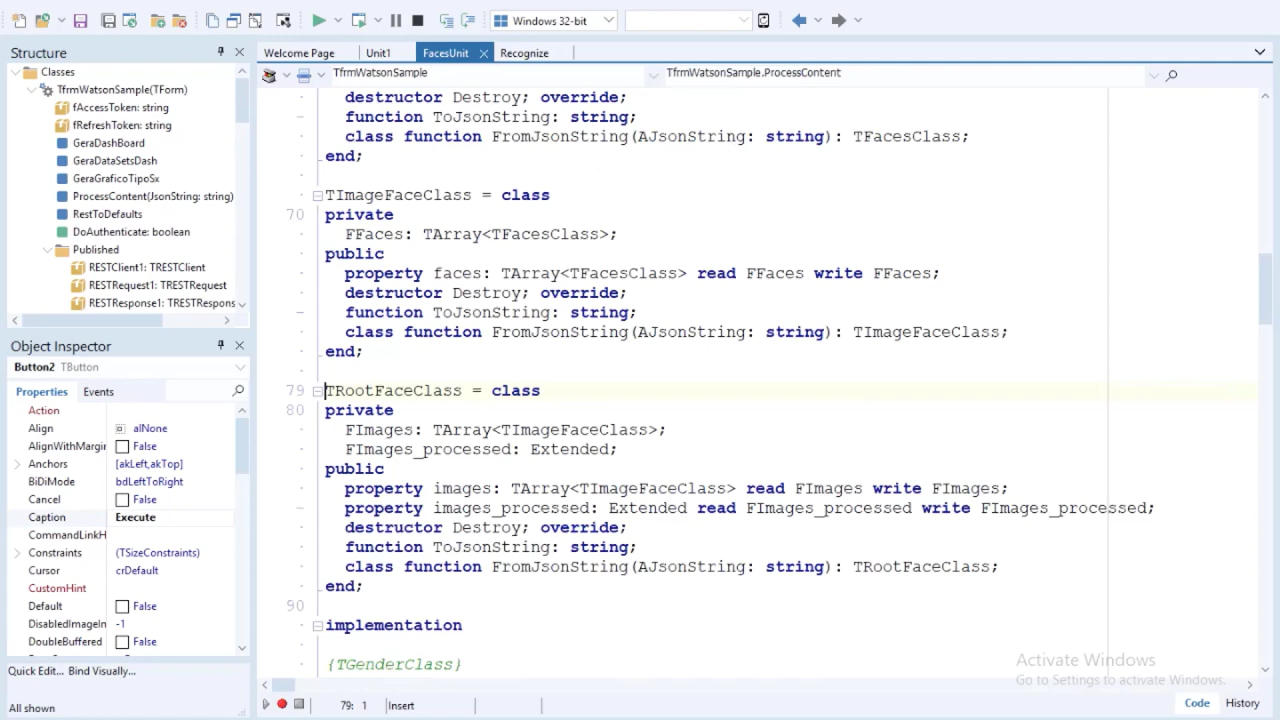 Windows 32-bit
Structure
Classes
TfrmWatsonSample(TForm)
fAccessToken: string
fRefreshToken: string
GeraDashBoard
GeraDataSetsDash
GeraGraficoTipoSx
ProcessContent(JsonString: string)
RestToDefaults
DoAuthenticate: boolean
Published
RESTClient1: TRESTClient
RESTRequest1: TRESTRequest
RESTResponse1: TRESTRespons
Object Inspector
Button2 TButton
Properties Events
Action
Align alNone
AlignWithMargin False
Anchors [akLeft,akTop]
BiDiMode bdLeftToRight
Cancel False
Caption Execute
CommandLinkH
Constraints (TSizeConstraints)
Cursor crDefault
CustomHint
Default False
DisabledImageIn -1
DoubleBuffered False
Quick Edit... Bind Visually...
All shown
Welcome Page Unit1 FacesUnit Recognize
TfrmWatsonSample TfrmWatsonSample.ProcessContent
destructor Destroy; override;
function ToJsonString: string;
class function FromJsonString(AJsonString: string): TFacesClass;
end;
TImageFaceClass = class
70 private
FFaces: TArray<TFacesClass>;
public
property faces: TArray<TFacesClass> read FFaces write FFaces;
destructor Destroy; override;
function ToJsonString: string;
class function FromJsonString(AJsonString: string): TImageFaceClass;
end;
79 TRootFaceClass = class
80 private
FImages: TArray<TImageFaceClass>;
FImages_processed: Extended;
public
property images: TArray<TImageFaceClass> read FImages write FImages;
property images_processed: Extended read FImages_processed write FImages_processed;
destructor Destroy; override;
function ToJsonString: string;
class function FromJsonString(AJsonString: string): TRootFaceClass;
end;
90
implementation
{TGenderClass}
Activate Windows
Go to Settings to activate Windows.
79: 1 Insert Code History